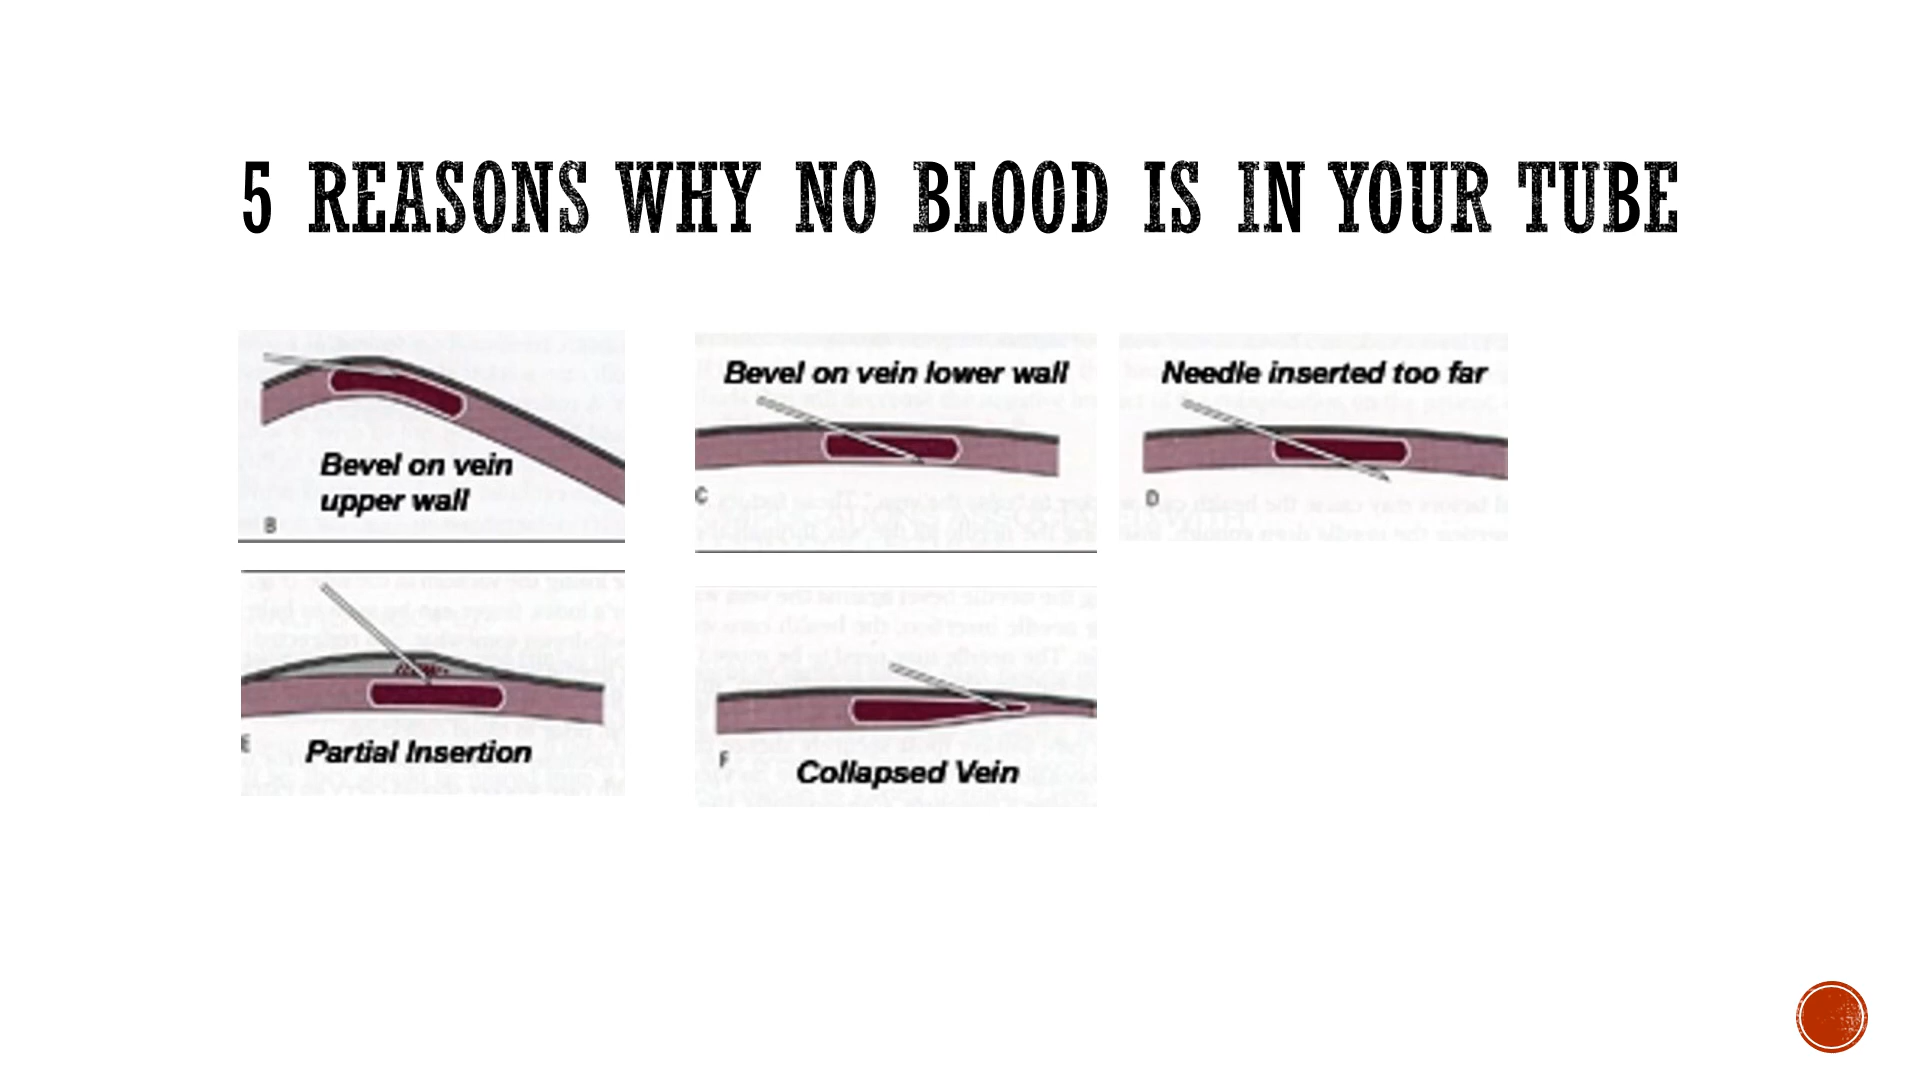 5 REASONS WHY NO BLOOD IS IN YOUR TUBE
Bevel on vein
upper wall
B
Bevel on vein lower wall
C
Needle inserted too far
D
Partial Insertion
E
Collapsed Vein
F